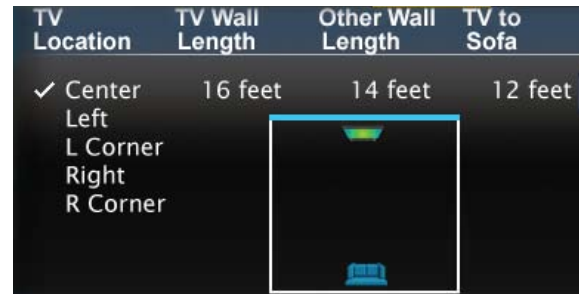 TV Location TV Wall Length Other Wall Length TV to Sofa
✓ Center 16 feet 14 feet 12 feet
Left
L Corner
Right
R Corner